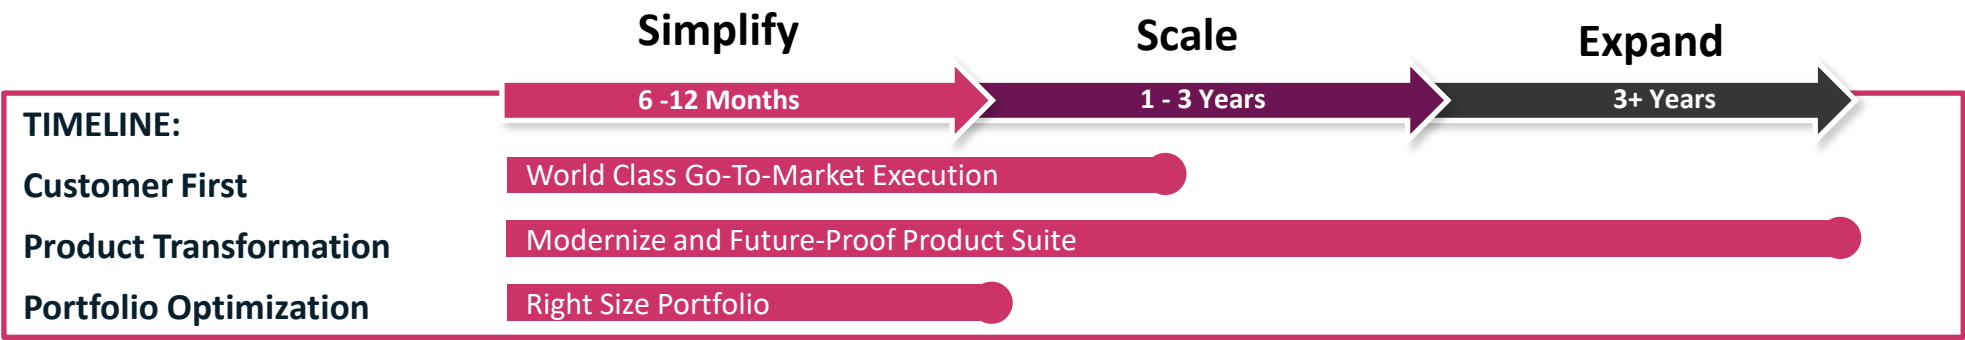 Simplify
Scale
Expand
6 -12 Months
1 - 3 Years
3+ Years
TIMELINE:
Customer First
World Class Go-To-Market Execution
Product Transformation
Modernize and Future-Proof Product Suite
Portfolio Optimization
Right Size Portfolio